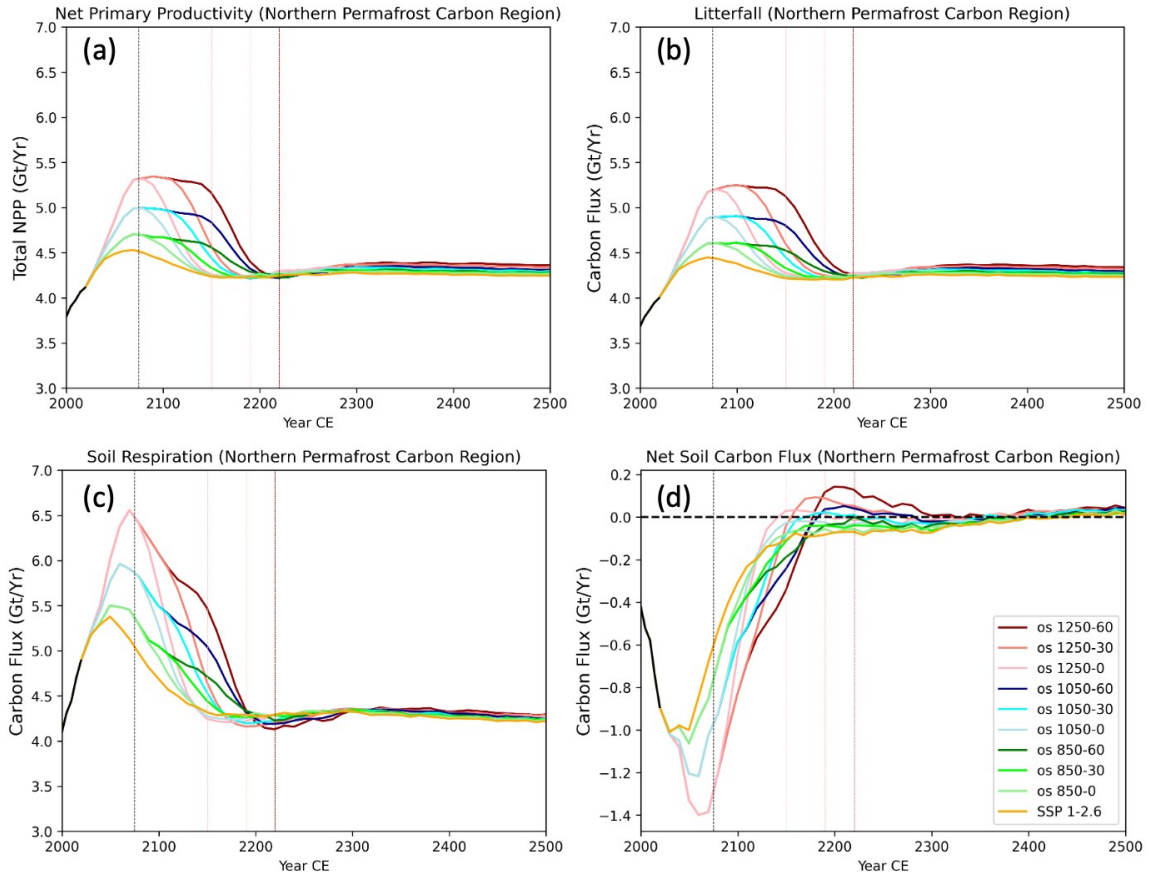 Net Primary Productivity (Northern Permafrost Carbon Region)
(a)
Total NPP (Gt/Yr)
7.0
6.5
6.0
5.5
5.0
4.5
4.0
3.5
3.0
2000 2100 2200 2300 2400 2500
Year CE
Litterfall (Northern Permafrost Carbon Region)
(b)
Carbon Flux (Gt/Yr)
7.0
6.5
6.0
5.5
5.0
4.5
4.0
3.5
3.0
2000 2100 2200 2300 2400 2500
Year CE
Soil Respiration (Northern Permafrost Carbon Region)
(c)
Carbon Flux (Gt/Yr)
7.0
6.5
6.0
5.5
5.0
4.5
4.0
3.5
3.0
2000 2100 2200 2300 2400 2500
Year CE
Net Soil Carbon Flux (Northern Permafrost Carbon Region)
(d)
Carbon Flux (Gt/Yr)
0.2
0.0
−0.2
−0.4
−0.6
−0.8
−1.0
−1.2
−1.4
2000 2100 2200 2300 2400 2500
Year CE
os 1250-60
os 1250-30
os 1250-0
os 1050-60
os 1050-30
os 1050-0
os 850-60
os 850-30
os 850-0
SSP 1-2.6